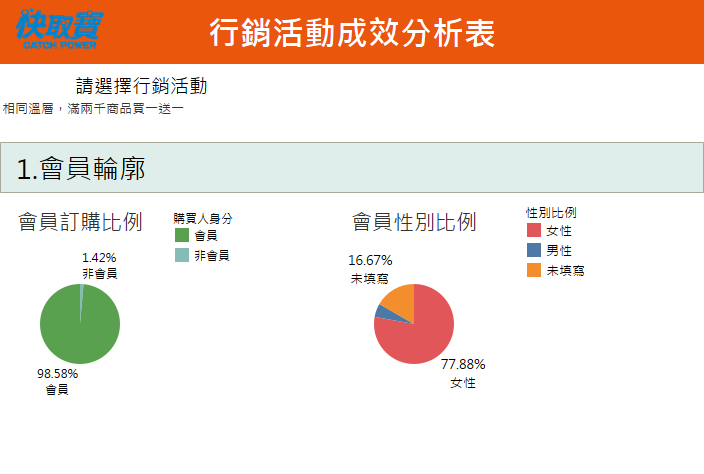 快取寶
CATCH POWER
行銷活動成效分析表
請選擇行銷活動
相同溫層，滿兩千商品買一送一
1.會員輪廓
會員訂購比例
購買人身分
會員
非會員
1.42%
非會員
98.58%
會員
會員性別比例
性別比例
女性
男性
未填寫
16.67%
未填寫
77.88%
女性